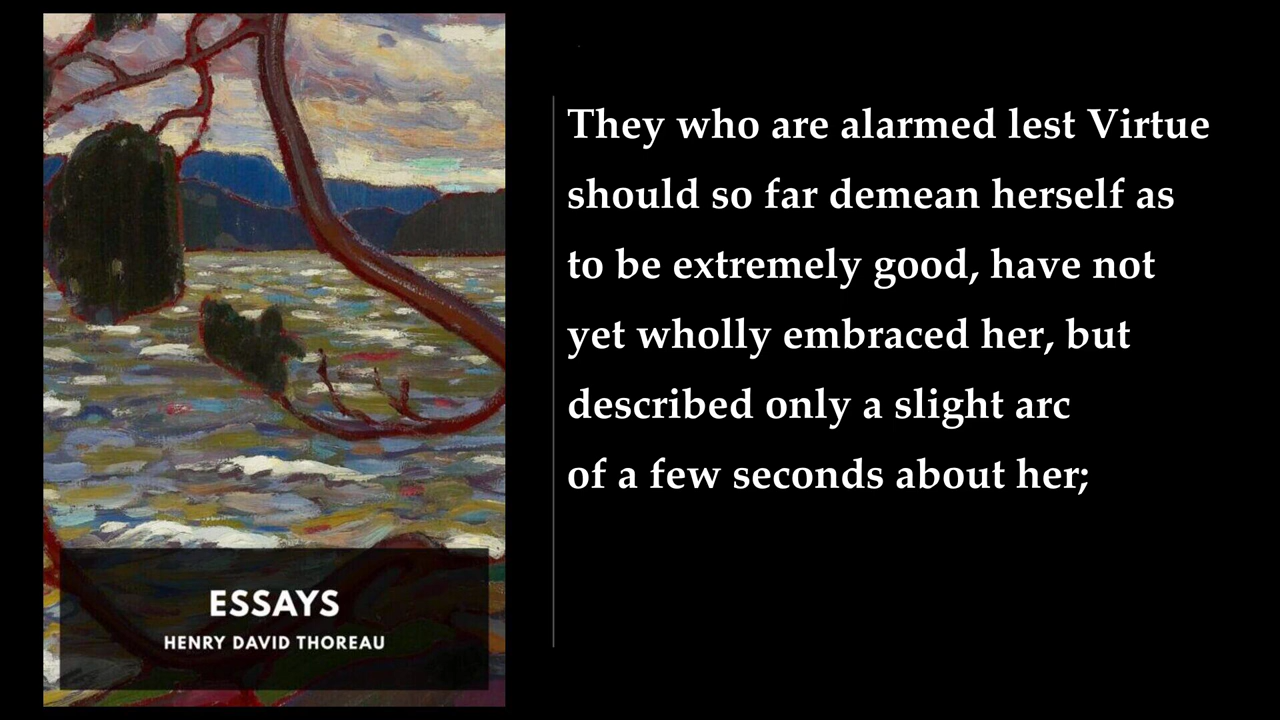 ESSAYS
HENRY DAVID THOREAU
They who are alarmed lest Virtue
should so far demean herself as
to be extremely good, have not
yet wholly embraced her, but
described only a slight arc
of a few seconds about her;